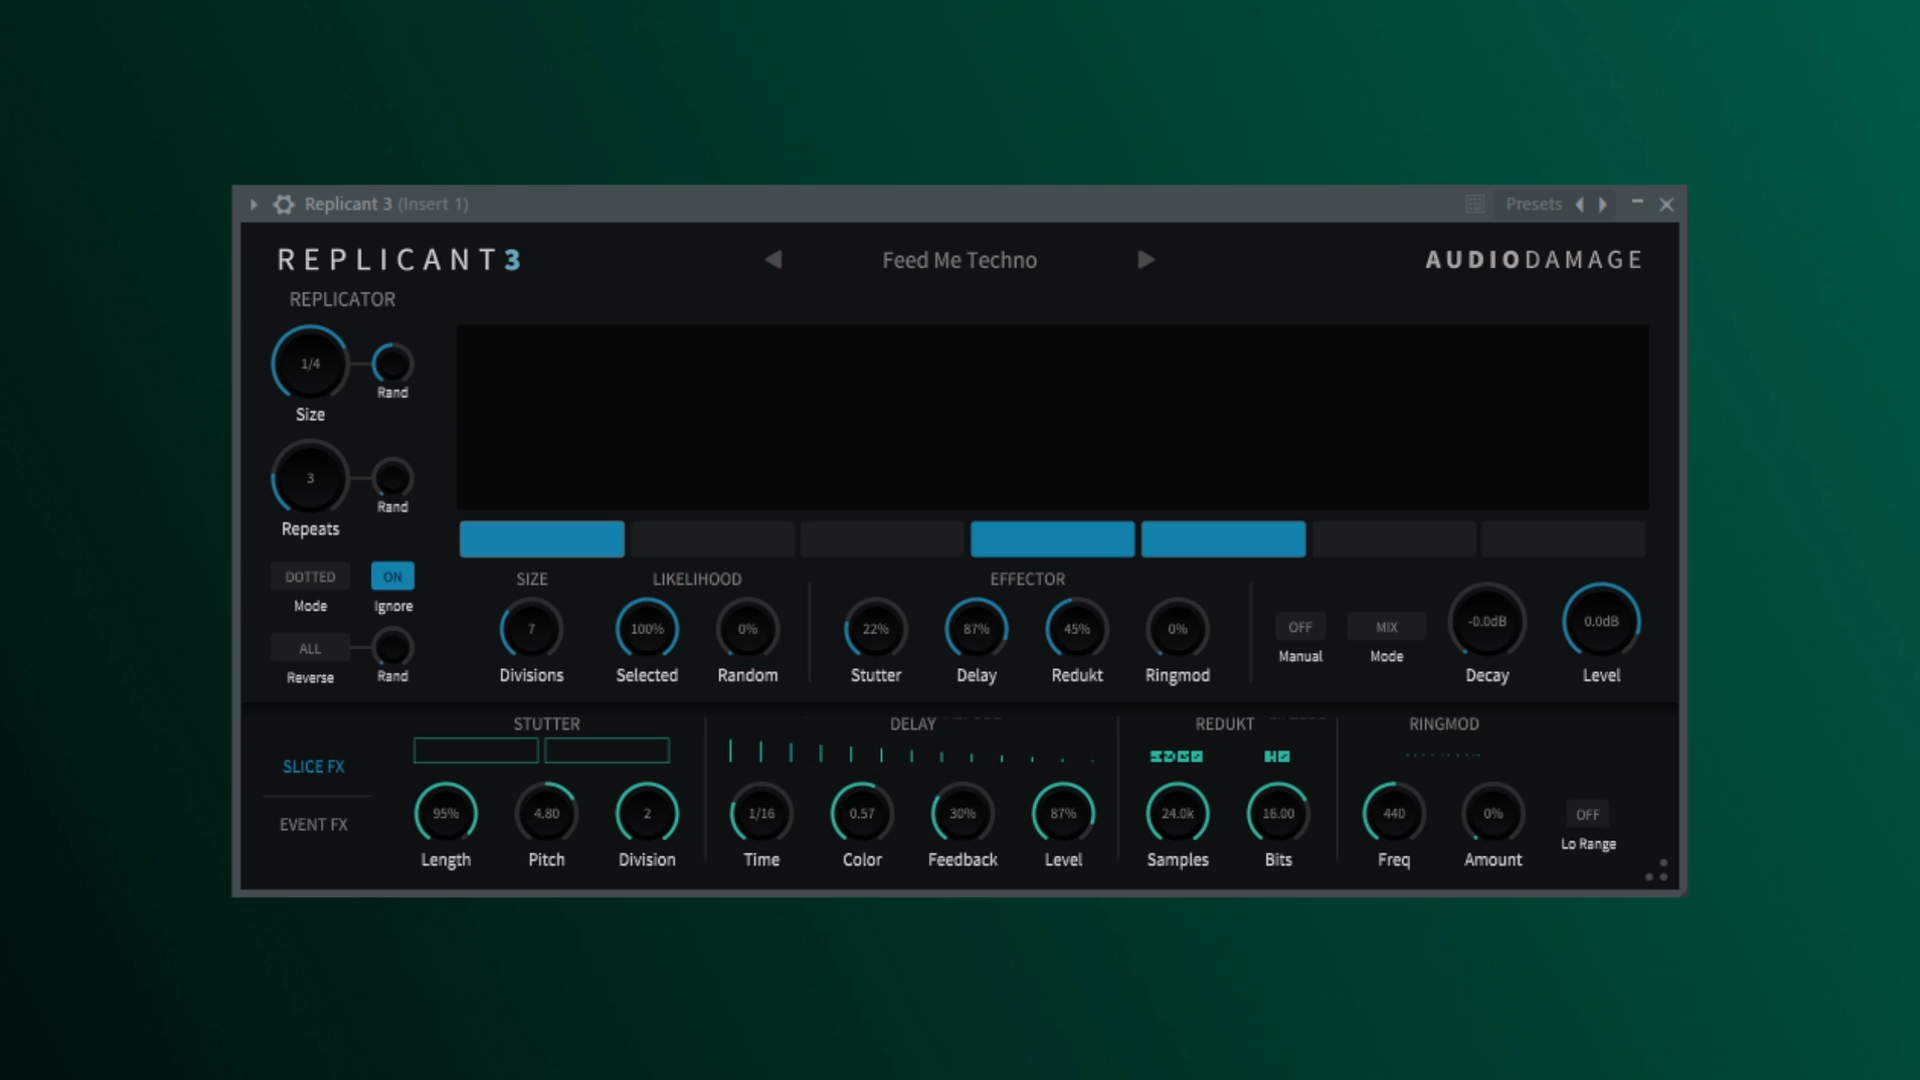 Replicant 3 (Insert 1)
Presets
REPLICANT3
Feed Me Techno
AUDIODAMAGE
REPLICATOR
1/4
Rand
Size
3
Rand
Repeats
DOTTED ON
Mode Ignore
ALL
Reverse Rand
SIZE LIKELIHOOD EFFECTOR
7 100% 0% 22% 87% 45% 0% OFF MIX -0.0dB 0.0dB
Manual Mode
Divisions Selected Random Stutter Delay Redukt Ringmod Decay Level
STUTTER DELAY REDUKT RINGMOD
SLICE FX
EVENT FX
95% 4.80 2 1/16 0.57 30% 87% 24.0k 16.00 440 0% OFF
Length Pitch Division Time Color Feedback Level Samples Bits Freq Amount Lo Range